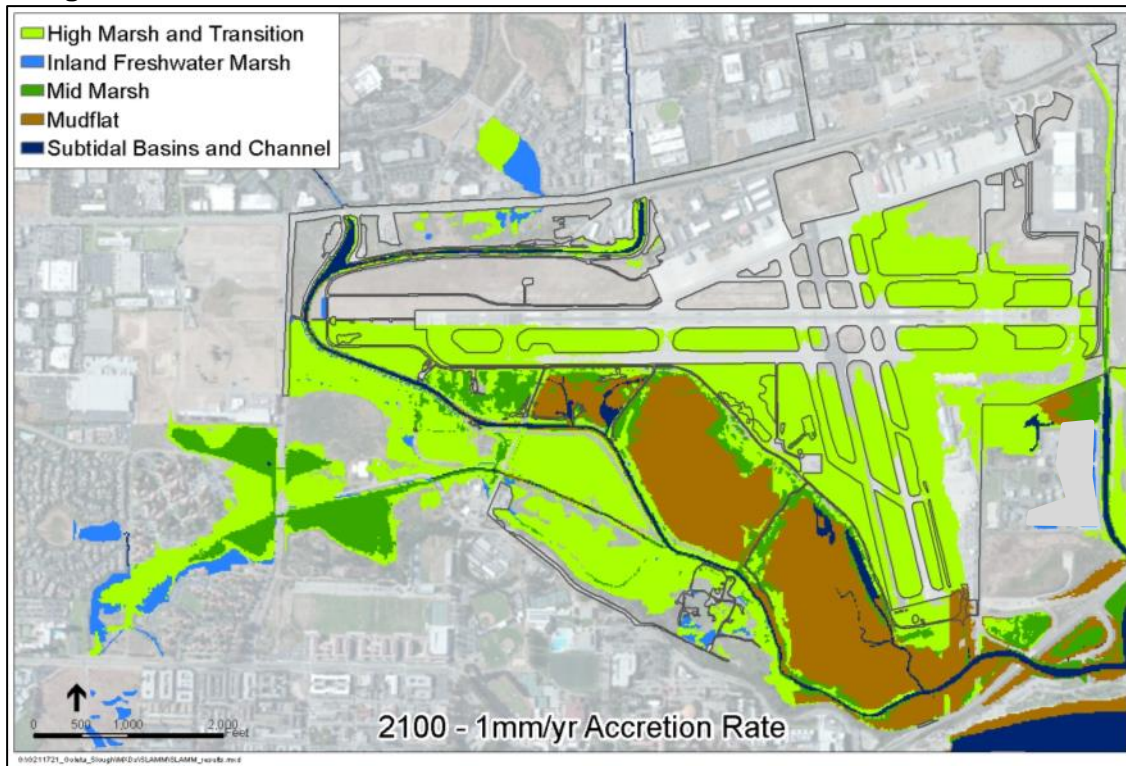 High Marsh and Transition
Inland Freshwater Marsh
Mid Marsh
Mudflat
Subtidal Basins and Channel
0 500 1,000 2,000
Feet
2100 - 1mm/yr Accretion Rate